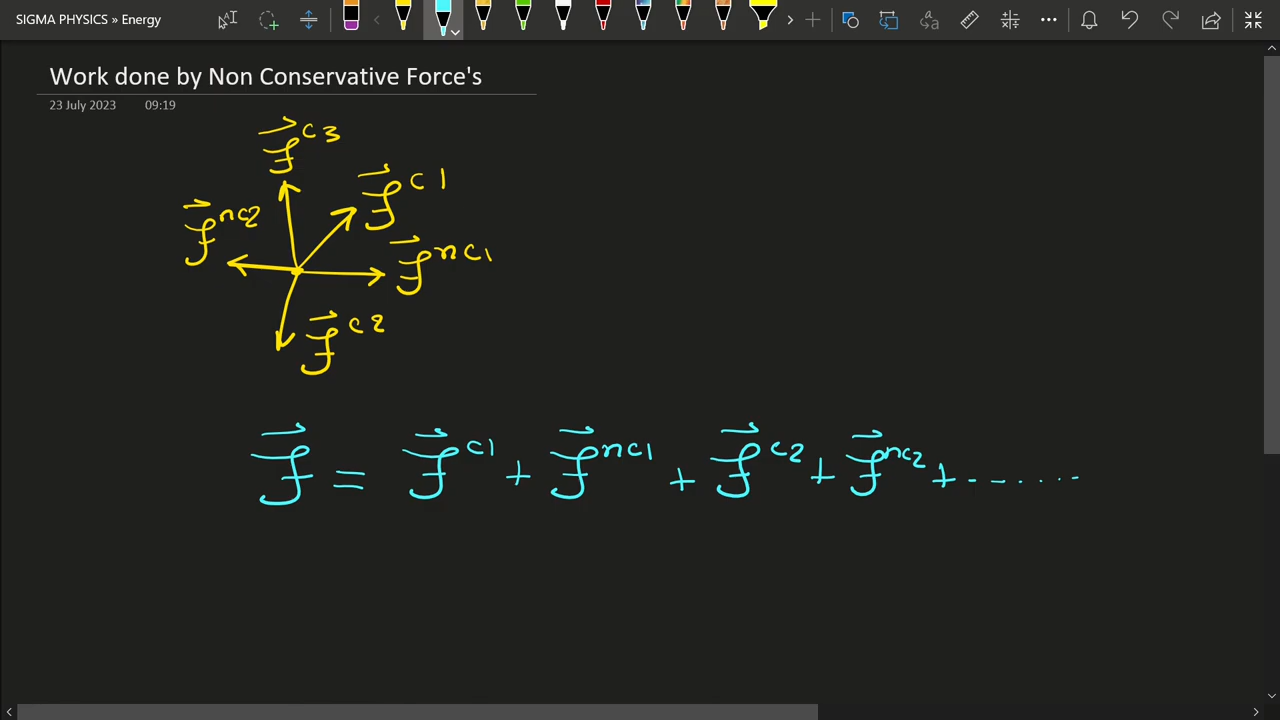 SIGMA PHYSICS » Energy
Work done by Non Conservative Force's
23 July 2023 09:19
f⃗^c3
f⃗^c1
f⃗^nc2
f⃗^nc1
f⃗^c2
f⃗ = f⃗^c1 + f⃗^nc1 + f⃗^c2 + f⃗^nc2 + .......